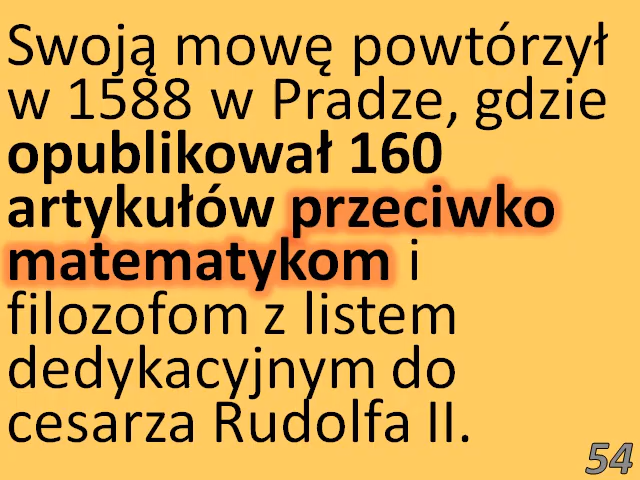 Swoją mowę powtórzył
w 1588 w Pradze, gdzie
opublikował 160
artykułów przeciwko
matematykom i
filozofom z listem
dedykacyjnym do
cesarza Rudolfa II.
54